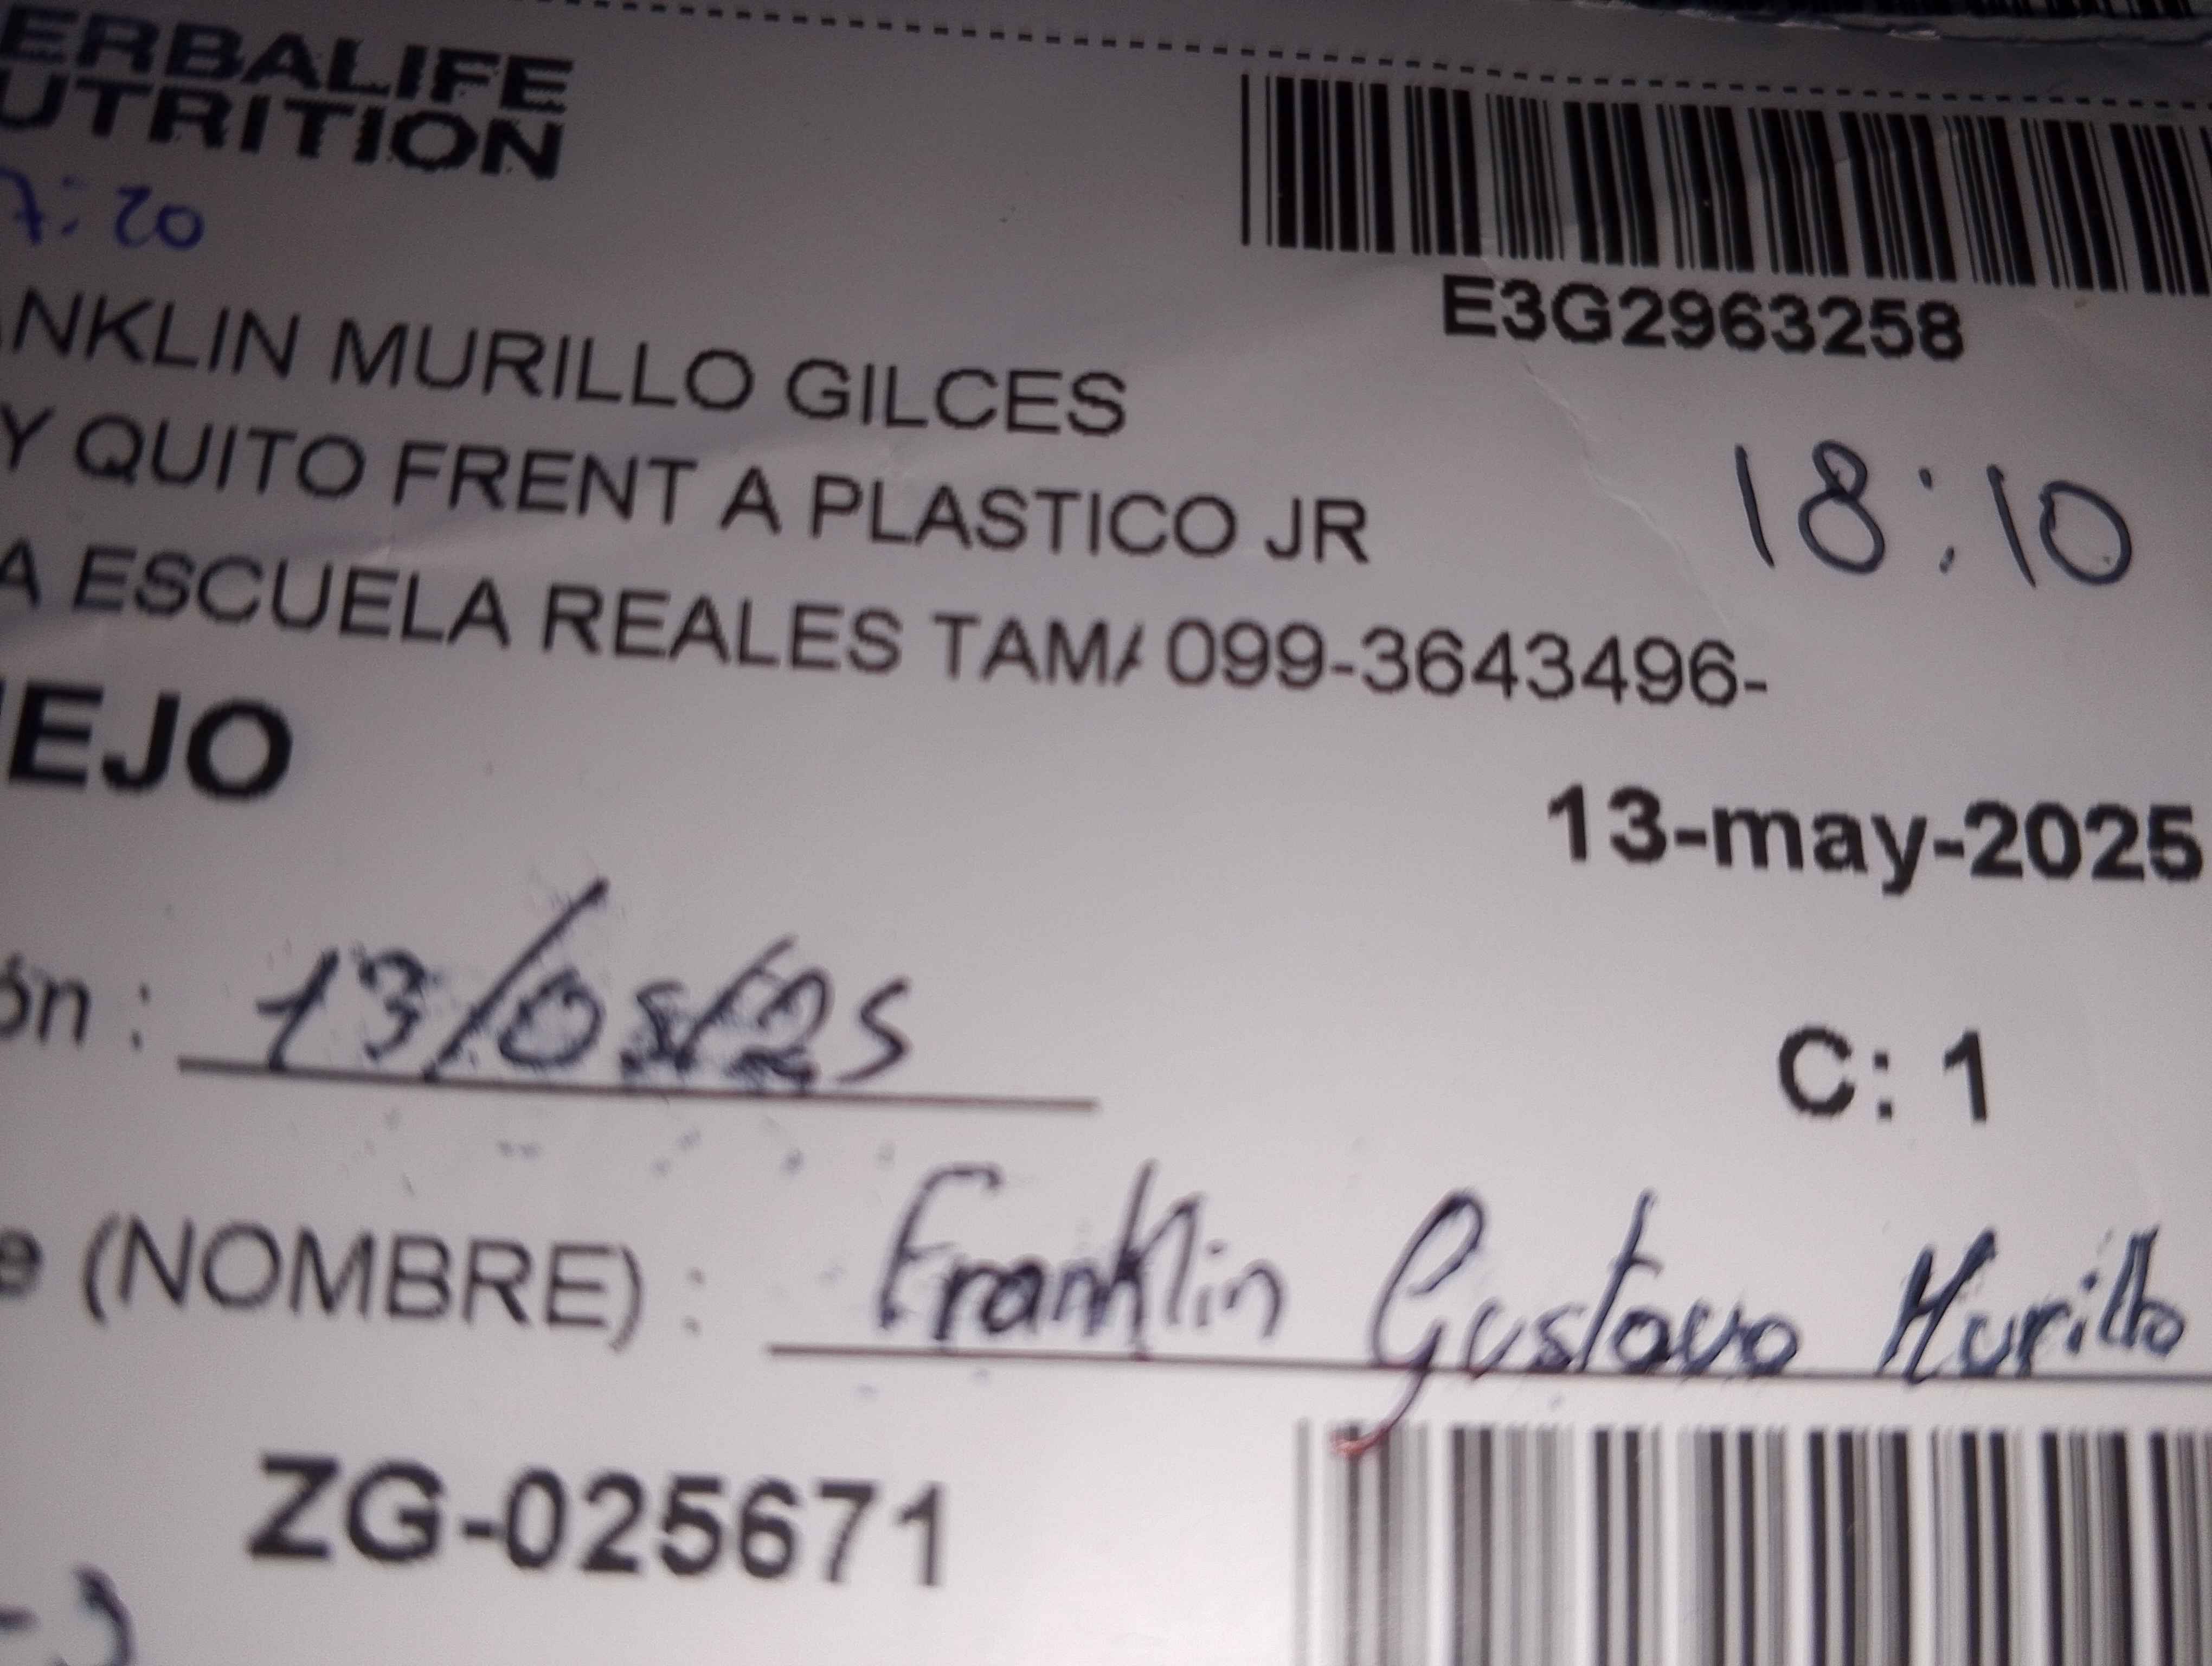 ERBALIFE
UTRITION
7:20
E3G2963258
NKLIN MURILLO GILCES
18:10
Y QUITO FRENT A PLASTICO JR
A ESCUELA REALES TAM 099-3643496-
EJO
13-may-2025
ón : 13/05/25
C: 1
e (NOMBRE) : Franklin Gustavo Murillo
ZG-025671